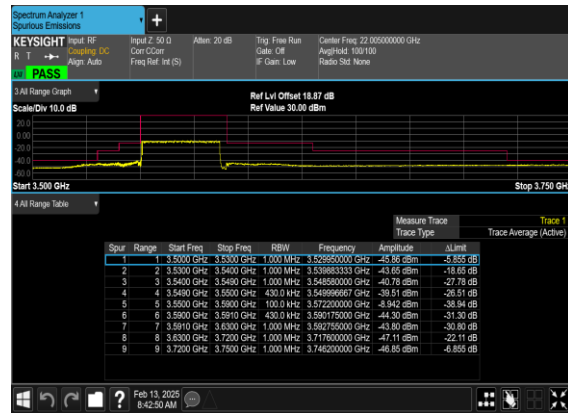 Spectrum Analyzer 1
Spurious Emissions
+
KEYSIGHT Input: RF Input Z: 50 Ω Atten: 20 dB Trig: Free Run Center Freq: 22.005000000 GHz
R T Coupling: DC Corr CCorr Gate: Off Avg|Hold: 100/100
Align: Auto Freq Ref: Int (S) IF Gain: Low Radio Std: None
PASS
3 All Range Graph
Ref Lvl Offset 18.87 dB
Scale/Div 10.0 dB Ref Value 30.00 dBm
20.0
0.00
-20.0
-40.0
-60.0
Start 3.500 GHz Stop 3.750 GH
4 All Range Table
Measure Trace Trace 1
Trace Type Trace Average (Active)
Spur Range Start Freq Stop Freq RBW Frequency Amplitude ΔLimit
1 1 3.5000 GHz 3.5300 GHz 1.000 MHz 3.529950000 GHz -45.86 dBm -5.855 dB
2 2 3.5300 GHz 3.5400 GHz 1.000 MHz 3.539883333 GHz -43.65 dBm -18.65 dB
3 3 3.5400 GHz 3.5490 GHz 1.000 MHz 3.548580000 GHz -40.78 dBm -27.78 dB
4 4 3.5490 GHz 3.5500 GHz 430.0 kHz 3.549996667 GHz -39.51 dBm -26.51 dB
5 5 3.5500 GHz 3.5900 GHz 100.0 kHz 3.572200000 GHz -8.942 dBm -38.94 dB
6 6 3.5900 GHz 3.5910 GHz 430.0 kHz 3.590175000 GHz -44.30 dBm -31.30 dB
7 7 3.5910 GHz 3.6300 GHz 1.000 MHz 3.592755000 GHz -43.80 dBm -30.80 dB
8 8 3.6300 GHz 3.7200 GHz 1.000 MHz 3.717600000 GHz -47.11 dBm -22.11 dB
9 9 3.7200 GHz 3.7500 GHz 1.000 MHz 3.746200000 GHz -46.85 dBm -6.855 dB
? Feb 13, 2025
8:42:50 AM